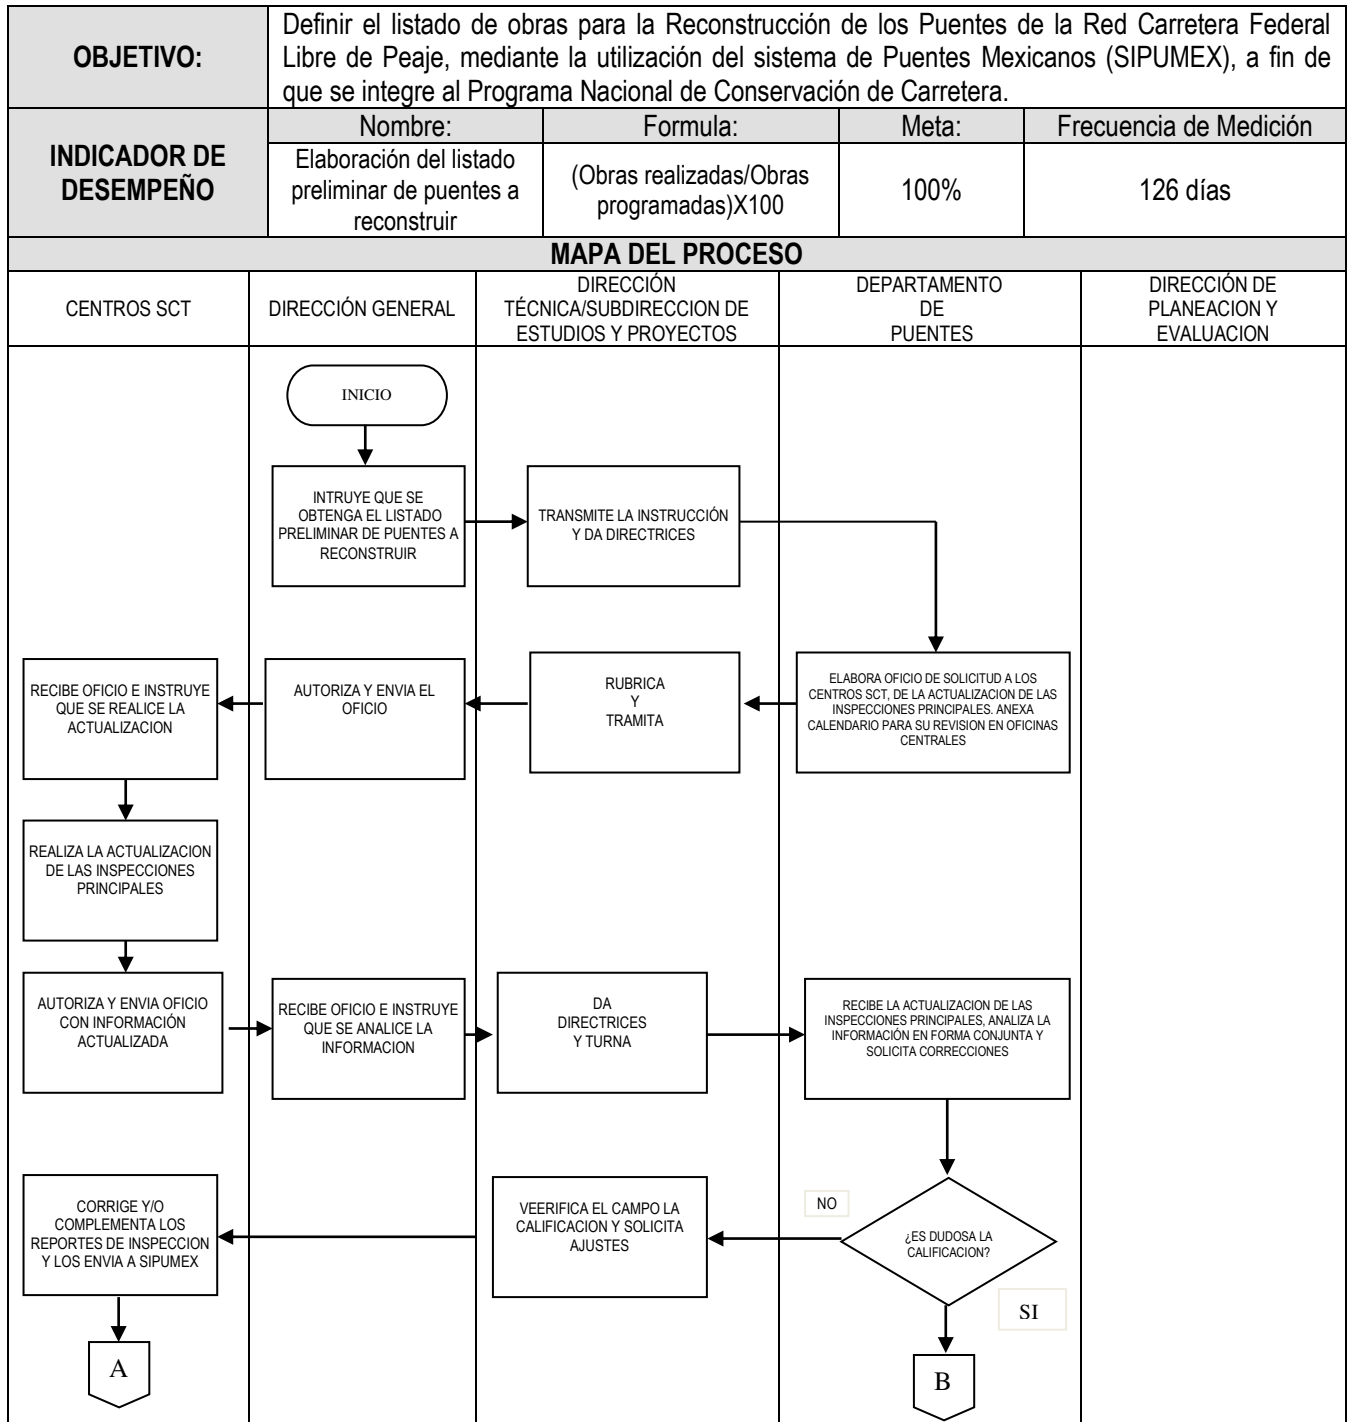 OBJETIVO:
Definir el listado de obras para la Reconstrucción de los Puentes de la Red Carretera Federal
Libre de Peaje, mediante la utilización del sistema de Puentes Mexicanos (SIPUMEX), a fin de
que se integre al Programa Nacional de Conservación de Carretera.
INDICADOR DE
DESEMPEÑO
Nombre:
Formula:
Meta:
Frecuencia de Medición
Elaboración del listado
preliminar de puentes a
reconstruir
(Obras realizadas/Obras
programadas)X100
100%
126 días
MAPA DEL PROCESO
CENTROS SCT
DIRECCIÓN GENERAL
DIRECCIÓN
TÉCNICA/SUBDIRECCION DE
ESTUDIOS Y PROYECTOS
DEPARTAMENTO
DE
PUENTES
DIRECCIÓN DE
PLANEACION Y
EVALUACION
INICIO
INTRUYE QUE SE
OBTENGA EL LISTADO
PRELIMINAR DE PUENTES A
RECONSTRUIR
TRANSMITE LA INSTRUCCIÓN
Y DA DIRECTRICES
RECIBE OFICIO E INSTRUYE
QUE SE REALICE LA
ACTUALIZACION
AUTORIZA Y ENVIA EL
OFICIO
RUBRICA
Y
TRAMITA
ELABORA OFICIO DE SOLICITUD A LOS
CENTROS SCT, DE LA ACTUALIZACION DE LAS
INSPECCIONES PRINCIPALES. ANEXA
CALENDARIO PARA SU REVISION EN OFICINAS
CENTRALES
REALIZA LA ACTUALIZACION
DE LAS INSPECCIONES
PRINCIPALES
AUTORIZA Y ENVIA OFICIO
CON INFORMACIÓN
ACTUALIZADA
RECIBE OFICIO E INSTRUYE
QUE SE ANALICE LA
INFORMACION
DA
DIRECTRICES
Y TURNA
RECIBE LA ACTUALIZACION DE LAS
INSPECCIONES PRINCIPALES, ANALIZA LA
INFORMACIÓN EN FORMA CONJUNTA Y
SOLICITA CORRECCIONES
CORRIGE Y/O
COMPLEMENTA LOS
REPORTES DE INSPECCION
Y LOS ENVIA A SIPUMEX
VEERIFICA EL CAMPO LA
CALIFICACION Y SOLICITA
AJUSTES
NO
¿ES DUDOSA LA
CALIFICACION?
SI
A
B